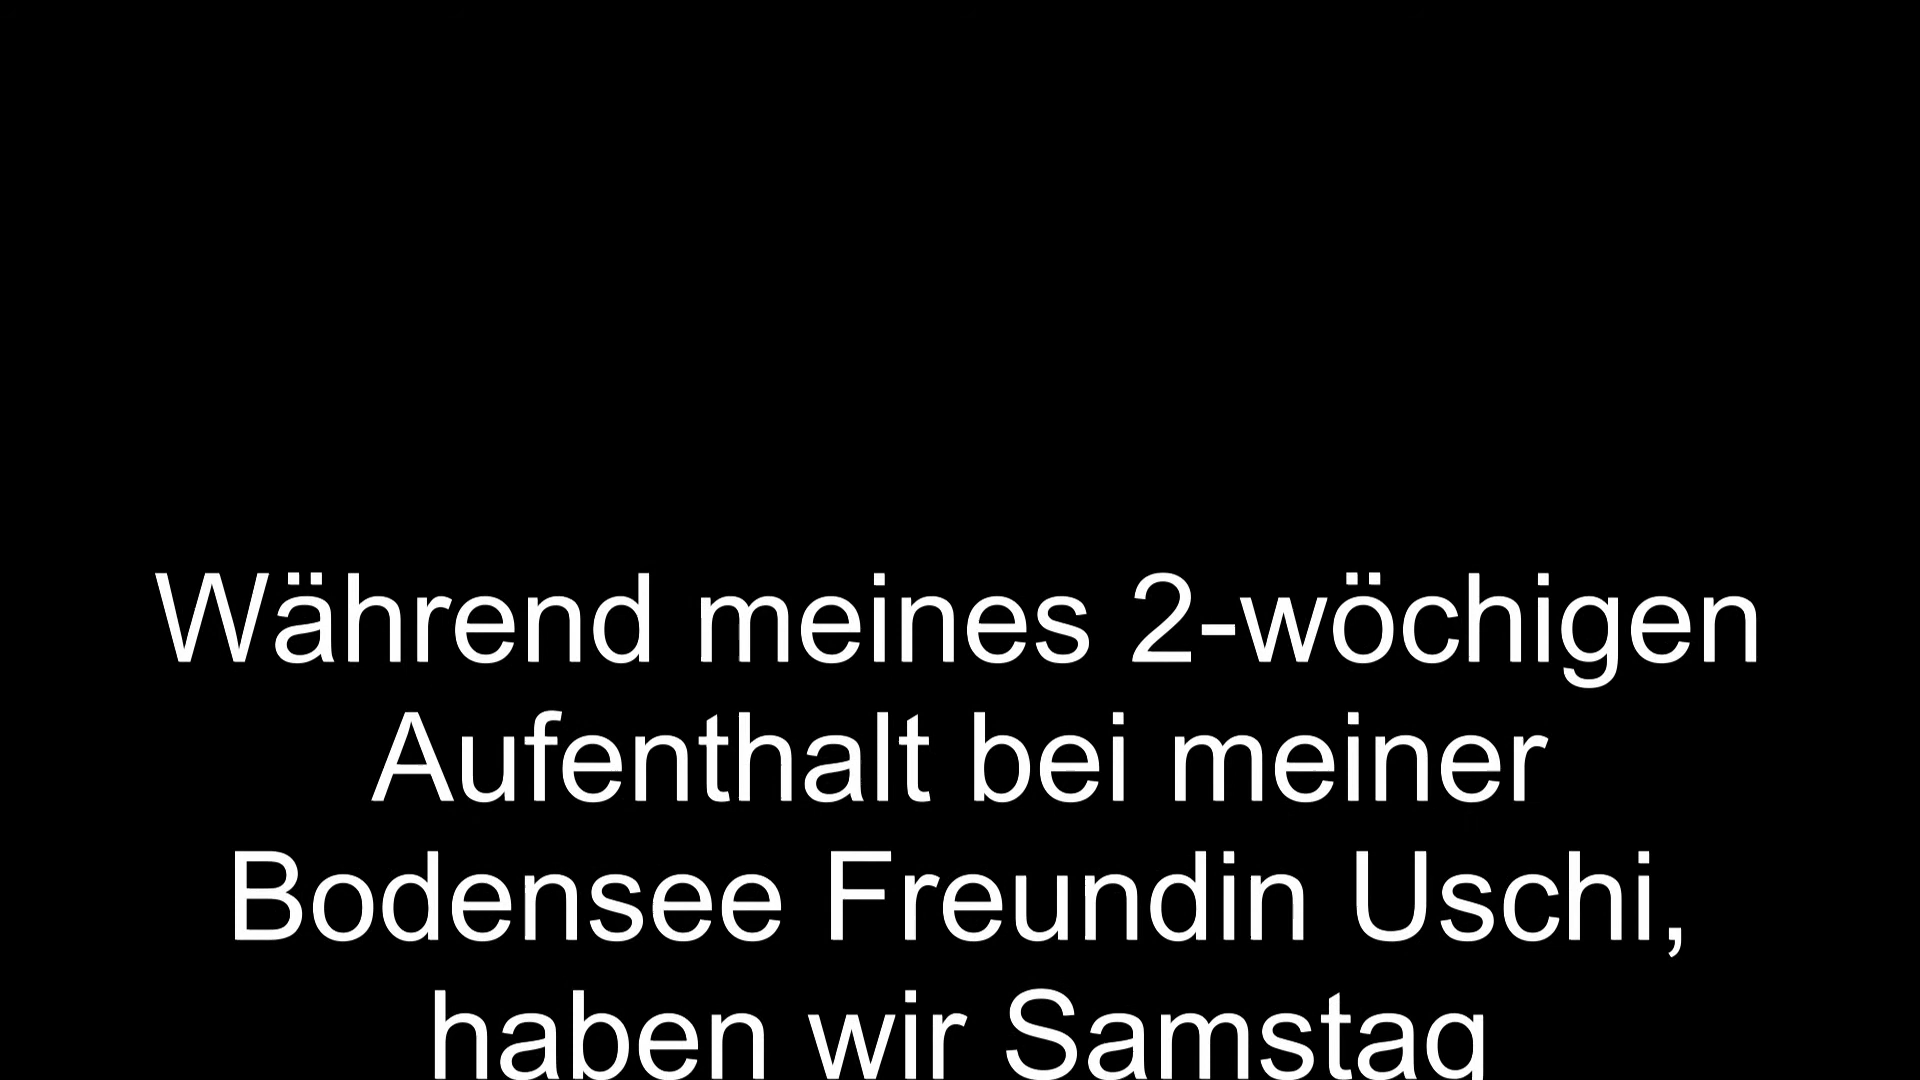 Während meines 2-wöchigen
Aufenthalt bei meiner
Bodensee Freundin Uschi,
haben wir Samstag